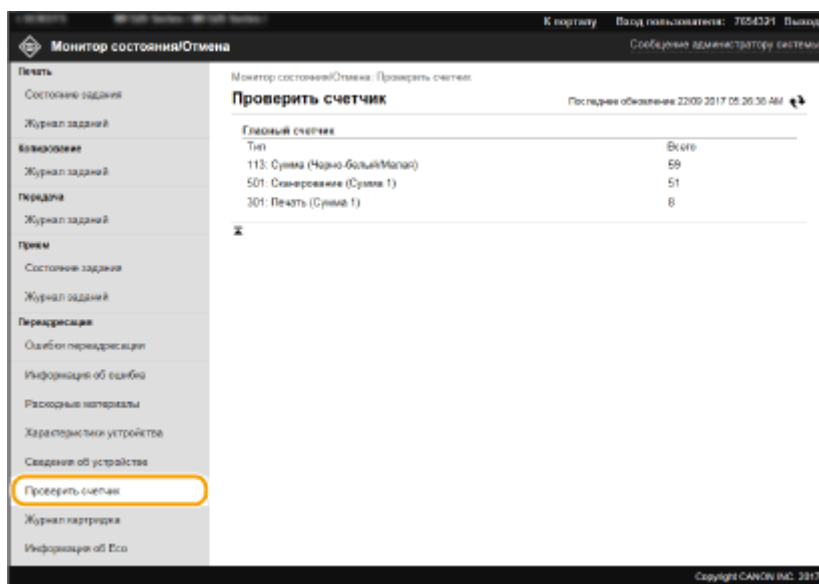 К порталу Вход пользователя: 7654321 Выход
Монитор состояния/Отмена
Сообщение администратору системы
Печать
Состояние задания
Журнал заданий
Копирование
Журнал заданий
Передача
Журнал заданий
Прием
Состояние задания
Журнал заданий
Переадресация
Ошибки переадресации
Информация об ошибке
Расходные материалы
Характеристики устройства
Сведения об устройстве
Проверить счетчик
Журнал картриджа
Информация об Eco
Монитор состояния/Отмена: Проверить счетчик
Проверить счетчик
Последнее обновление 22/09 2017 05:26:36 AM
Главный счетчик
Тип Всего
113: Сумма (Черно-белый/Малая) 59
501: Сканирование (Сумма 1) 51
301: Печать (Сумма 1) 8
Copyright CANON INC. 2017